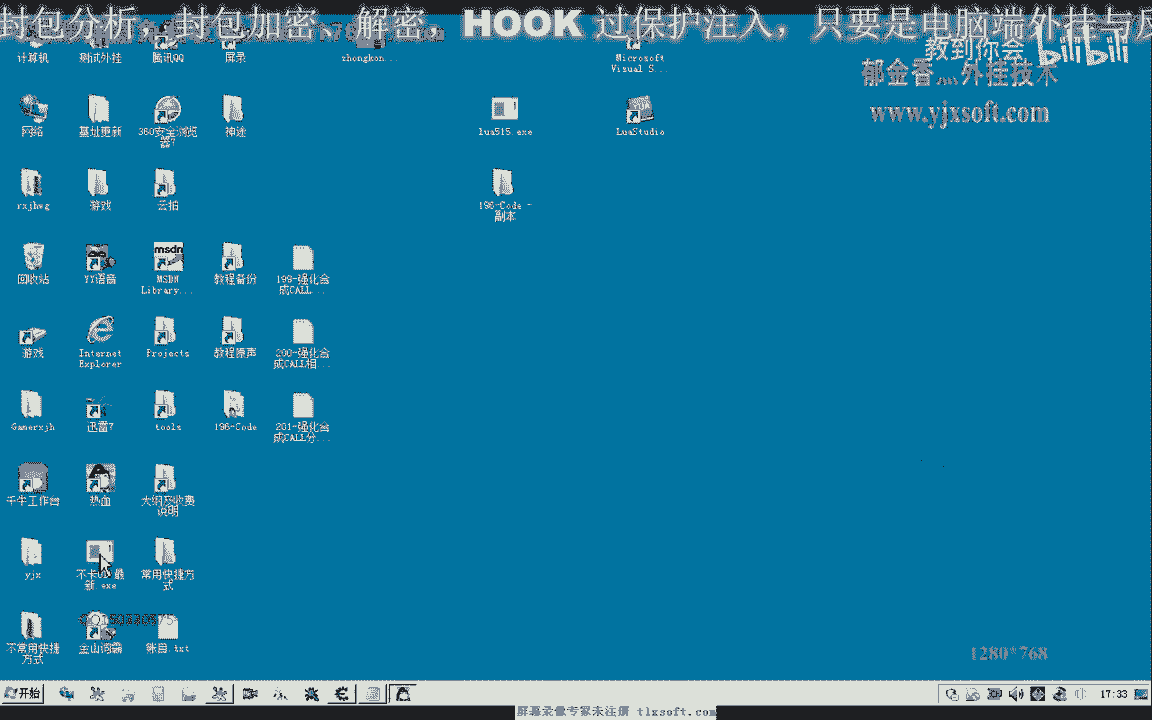 封包分析，封包加密、解密，HOOK 过保护注入，只要是电脑端外挂与反
教到你会
bilibili
郁金香灬外挂技术
www.yjxsoft.com
计算机
测试外挂
腾讯QQ
屏录
zhongkon...
Microsoft
Visual S...
网络
基址更新
360安全浏览
器7
神途
lua515.exe
LuaStudio
rxjhwg
游戏
云拍
196-Code -
副本
回收站
YY语音
msdn
MSDN
Library...
教程备份
199-强化合
成CALL...
游戏
Internet
Explorer
Projects
教程噪声
200-强化合
成CALL相...
Gamerxjh
迅雷7
tools
196-Code
201-强化合
成CALL分...
千牛工作台
热血
大纲及收费
说明
yjx
新.exe
常用快捷方
式
不常用快捷
方式
金山词霸
账目.txt
1280*768
开始
17:33
屏幕录像专家未注册 tlxsoft.com